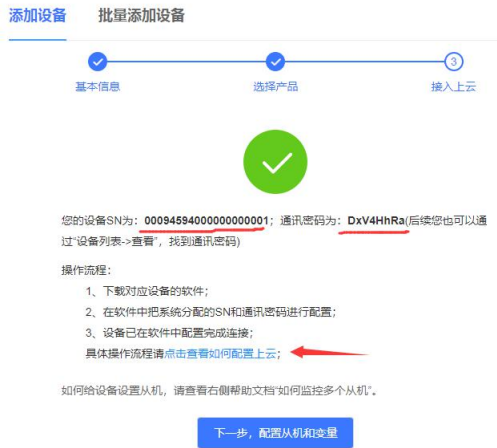 添加设备 批量添加设备
3
基本信息 选择产品 接入上云
您的设备SN为：00094594000000000001；通讯密码为：DxV4HhRa(后续您也可以通
过“设备列表->查看”，找到通讯密码)
操作流程：
1、下载对应设备的软件；
2、在软件中把系统分配的SN和通讯密码进行配置；
3、设备已在软件中配置完成连接；
具体操作流程请点击查看如何配置上云；
如何给设备设置从机，请查看右侧帮助文档“如何监控多个从机”。
下一步，配置从机和变量